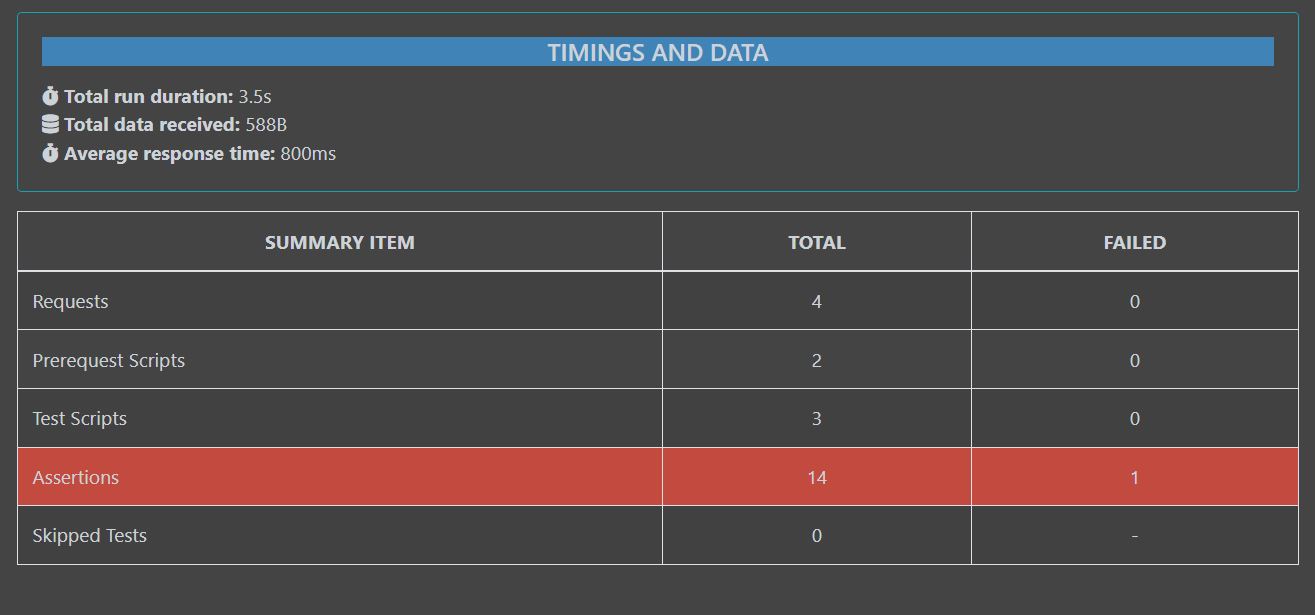 TIMINGS AND DATA
Total run duration: 3.5s
Total data received: 588B
Average response time: 800ms
SUMMARY ITEM TOTAL FAILED
Requests 4 0
Prerequest Scripts 2 0
Test Scripts 3 0
Assertions 14 1
Skipped Tests 0 -